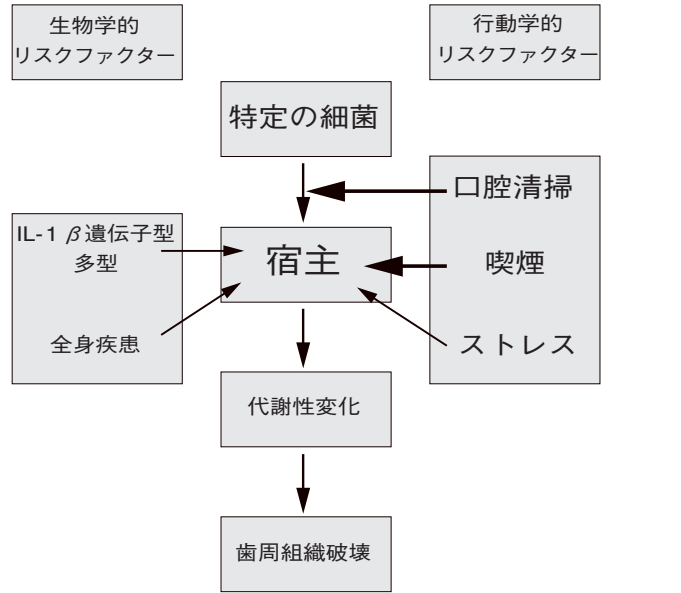 生物学的
リスクファクター
行動学的
リスクファクター
特定の細菌
口腔清掃
IL-1 β遺伝子型
多型
宿主
喫煙
全身疾患
ストレス
代謝性変化
歯周組織破壊